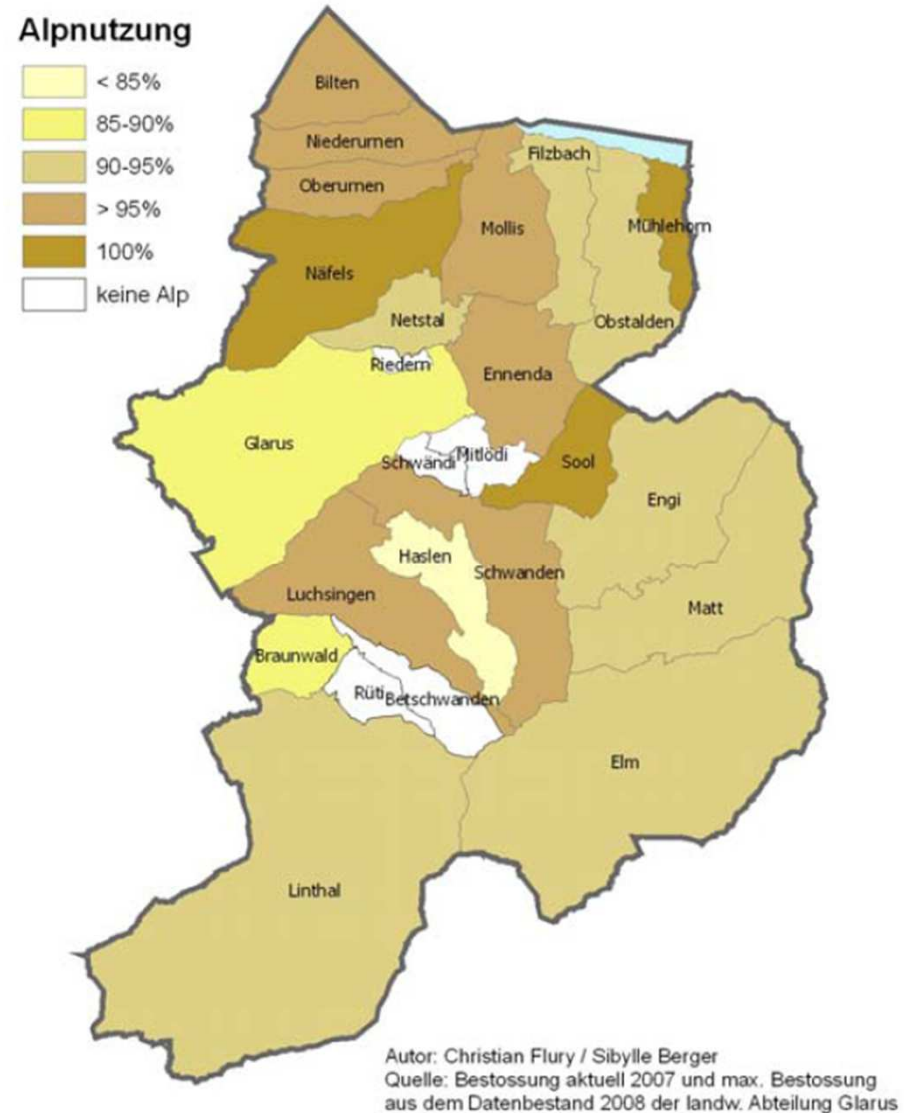 Alpnutzung
< 85%
85-90%
90-95%
> 95%
100%
keine Alp
Bilten
Niederurnen
Oberurnen
Filzbach
Mollis
Mühlehorn
Näfels
Netstal
Obstalden
Riedern
Ennenda
Glarus
Schwändi
Mitlödi
Sool
Engi
Haslen
Schwanden
Luchsingen
Matt
Braunwald
Rüti
Betschwanden
Elm
Linthal
Autor: Christian Flury / Sibylle Berger
Quelle: Bestossung aktuell 2007 und max. Bestossung
aus dem Datenbestand 2008 der landw. Abteilung Glarus